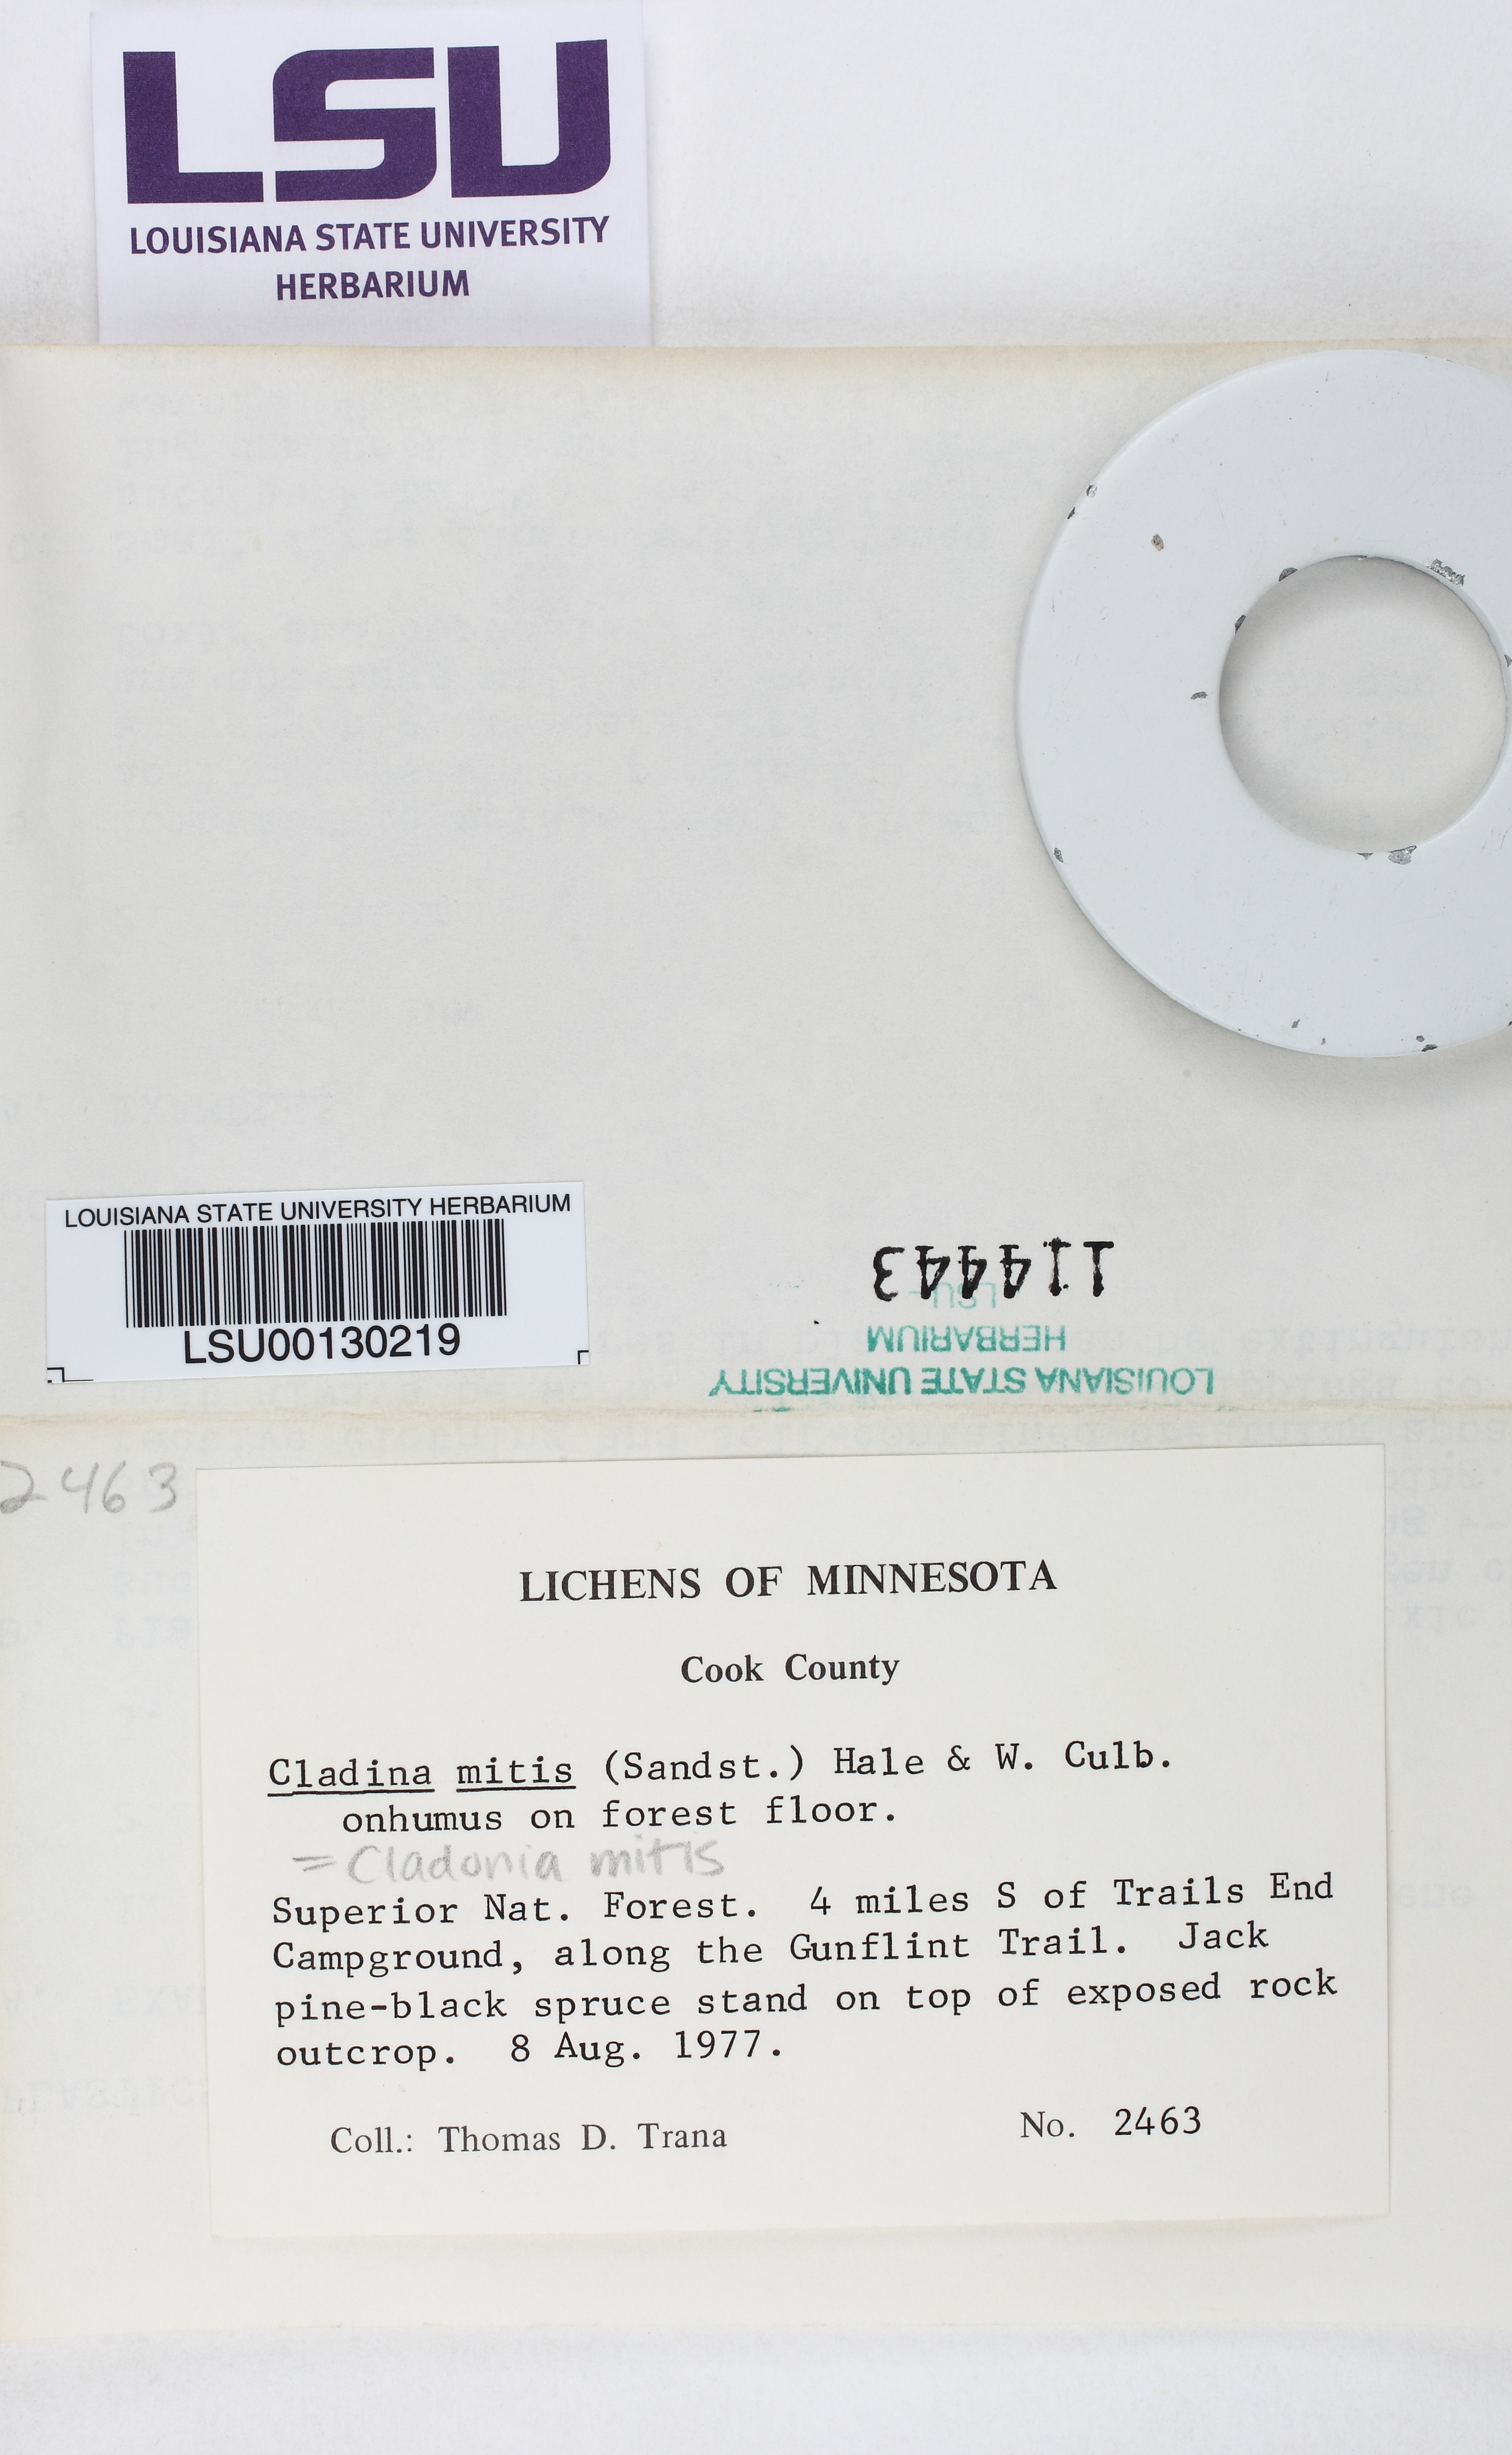 LSU
LOUISIANA STATE UNIVERSITY
HERBARIUM
LOUISIANA STATE UNIVERSITY HERBARIUM
LSU00130219
114443
LSU
HERBARIUM
LOUISIANA STATE UNIVERSITY
2463
LICHENS OF MINNESOTA
Cook County
Cladina mitis (Sandst.) Hale & W. Culb.
onhumus on forest floor.
= Cladonia mitis
Superior Nat. Forest. 4 miles S of Trails End
Campground, along the Gunflint Trail. Jack
pine-black spruce stand on top of exposed rock
outcrop. 8 Aug. 1977.
Coll.: Thomas D. Trana No. 2463